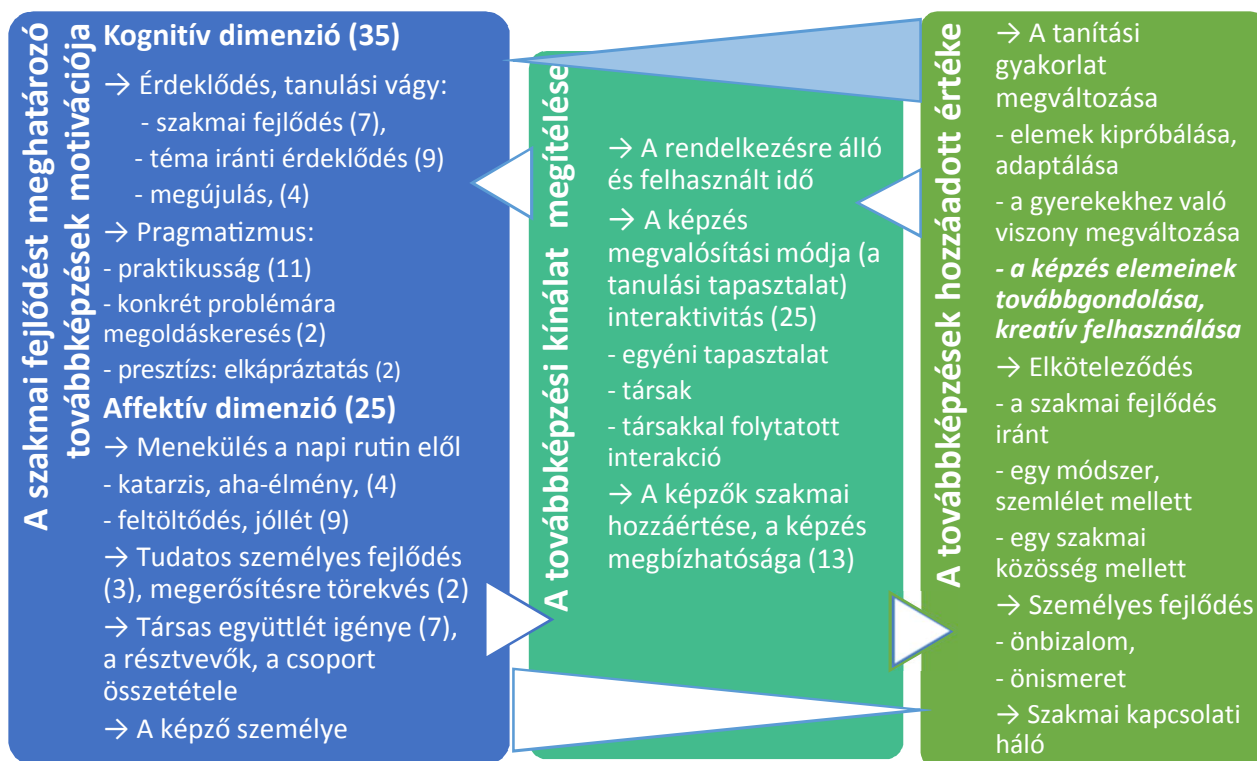 A szakmai fejlődést meghatározó
továbbképzések motivációja
Kognitív dimenzió (35)
→ Érdeklődés, tanulási vágy:
- szakmai fejlődés (7),
- téma iránti érdeklődés (9)
- megújulás, (4)
→ Pragmatizmus:
- praktikusság (11)
- konkrét problémára
megoldáskeresés (2)
- presztízs: elkápráztatás (2)
Affektív dimenzió (25)
→ Menekülés a napi rutin elől
- katarzis, aha-élmény, (4)
- feltöltődés, jóllét (9)
→ Tudatos személyes fejlődés
(3), megerősítésre törekvés (2)
→ Társas együttlét igénye (7),
a résztvevők, a csoport
összetétele
→ A képző személye
A továbbképzési kínálat megítélése
→ A rendelkezésre álló
és felhasznált idő
→ A képzés
megvalósítási módja (a
tanulási tapasztalat)
interaktivitás (25)
- egyéni tapasztalat
- társak
- társakkal folytatott
interakció
→ A képzők szakmai
hozzáértése, a képzés
megbízhatósága (13)
A továbbképzések hozzáadott értéke
→ A tanítási
gyakorlat
megváltozása
- elemek kipróbálása,
adaptálása
- a gyerekekhez való
viszony megváltozása
- a képzés elemeinek
továbbgondolása,
kreatív felhasználása
→ Elköteleződés
- a szakmai fejlődés
iránt
- egy módszer,
szemlélet mellett
- egy szakmai
közösség mellett
→ Személyes fejlődés
- önbizalom,
- önismeret
→ Szakmai kapcsolati
háló